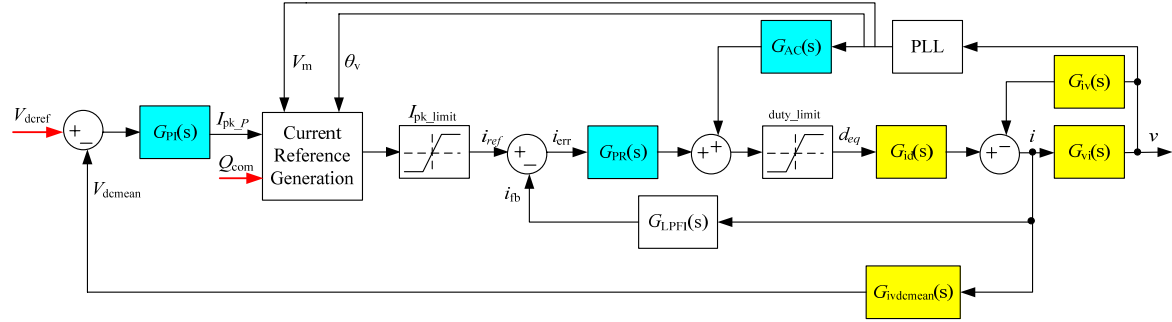 V_m
θ_v
G_AC(s)
PLL
G_iv(s)
V_dcref
+
−
G_PI(s)
I_pk_P
Q_com
Current
Reference
Generation
I_pk_limit
i_ref
+
−
i_err
G_PR(s)
+
+
duty_limit
d_eq
G_id(s)
+
−
i
G_vi(s)
v
V_dcmean
i_fb
G_LPFI(s)
G_ivdcmean(s)